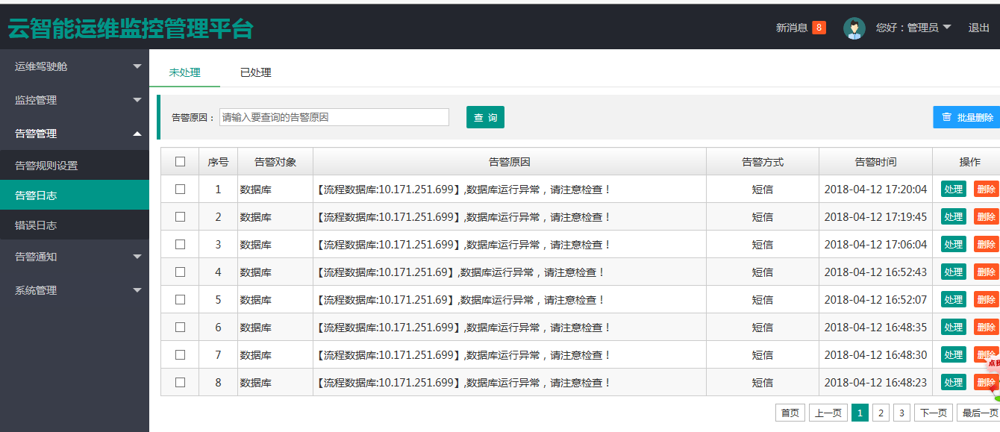 云智能运维监控管理平台
新消息 8 您好：管理员 退出
运维驾驶舱
监控管理
告警管理
告警规则设置
告警日志
错误日志
告警通知
系统管理
未处理 已处理
告警原因： 请输入要查询的告警原因 查 询 批量删除
序号 告警对象 告警原因 告警方式 告警时间 操作
1 数据库 【流程数据库:10.171.251.699】,数据库运行异常，请注意检查！ 短信 2018-04-12 17:20:04 处理 删除
2 数据库 【流程数据库:10.171.251.699】,数据库运行异常，请注意检查！ 短信 2018-04-12 17:19:45 处理 删除
3 数据库 【流程数据库:10.171.251.699】,数据库运行异常，请注意检查！ 短信 2018-04-12 17:06:04 处理 删除
4 数据库 【流程数据库:10.171.251.69】,数据库运行异常，请注意检查！ 短信 2018-04-12 16:52:43 处理 删除
5 数据库 【流程数据库:10.171.251.69】,数据库运行异常，请注意检查！ 短信 2018-04-12 16:52:07 处理 删除
6 数据库 【流程数据库:10.171.251.699】,数据库运行异常，请注意检查！ 短信 2018-04-12 16:48:35 处理 删除
7 数据库 【流程数据库:10.171.251.699】,数据库运行异常，请注意检查！ 短信 2018-04-12 16:48:30 处理 删除
点我
8 数据库 【流程数据库:10.171.251.699】,数据库运行异常，请注意检查！ 短信 2018-04-12 16:48:23 处理 删除
首页 上一页 1 2 3 下一页 最后一页